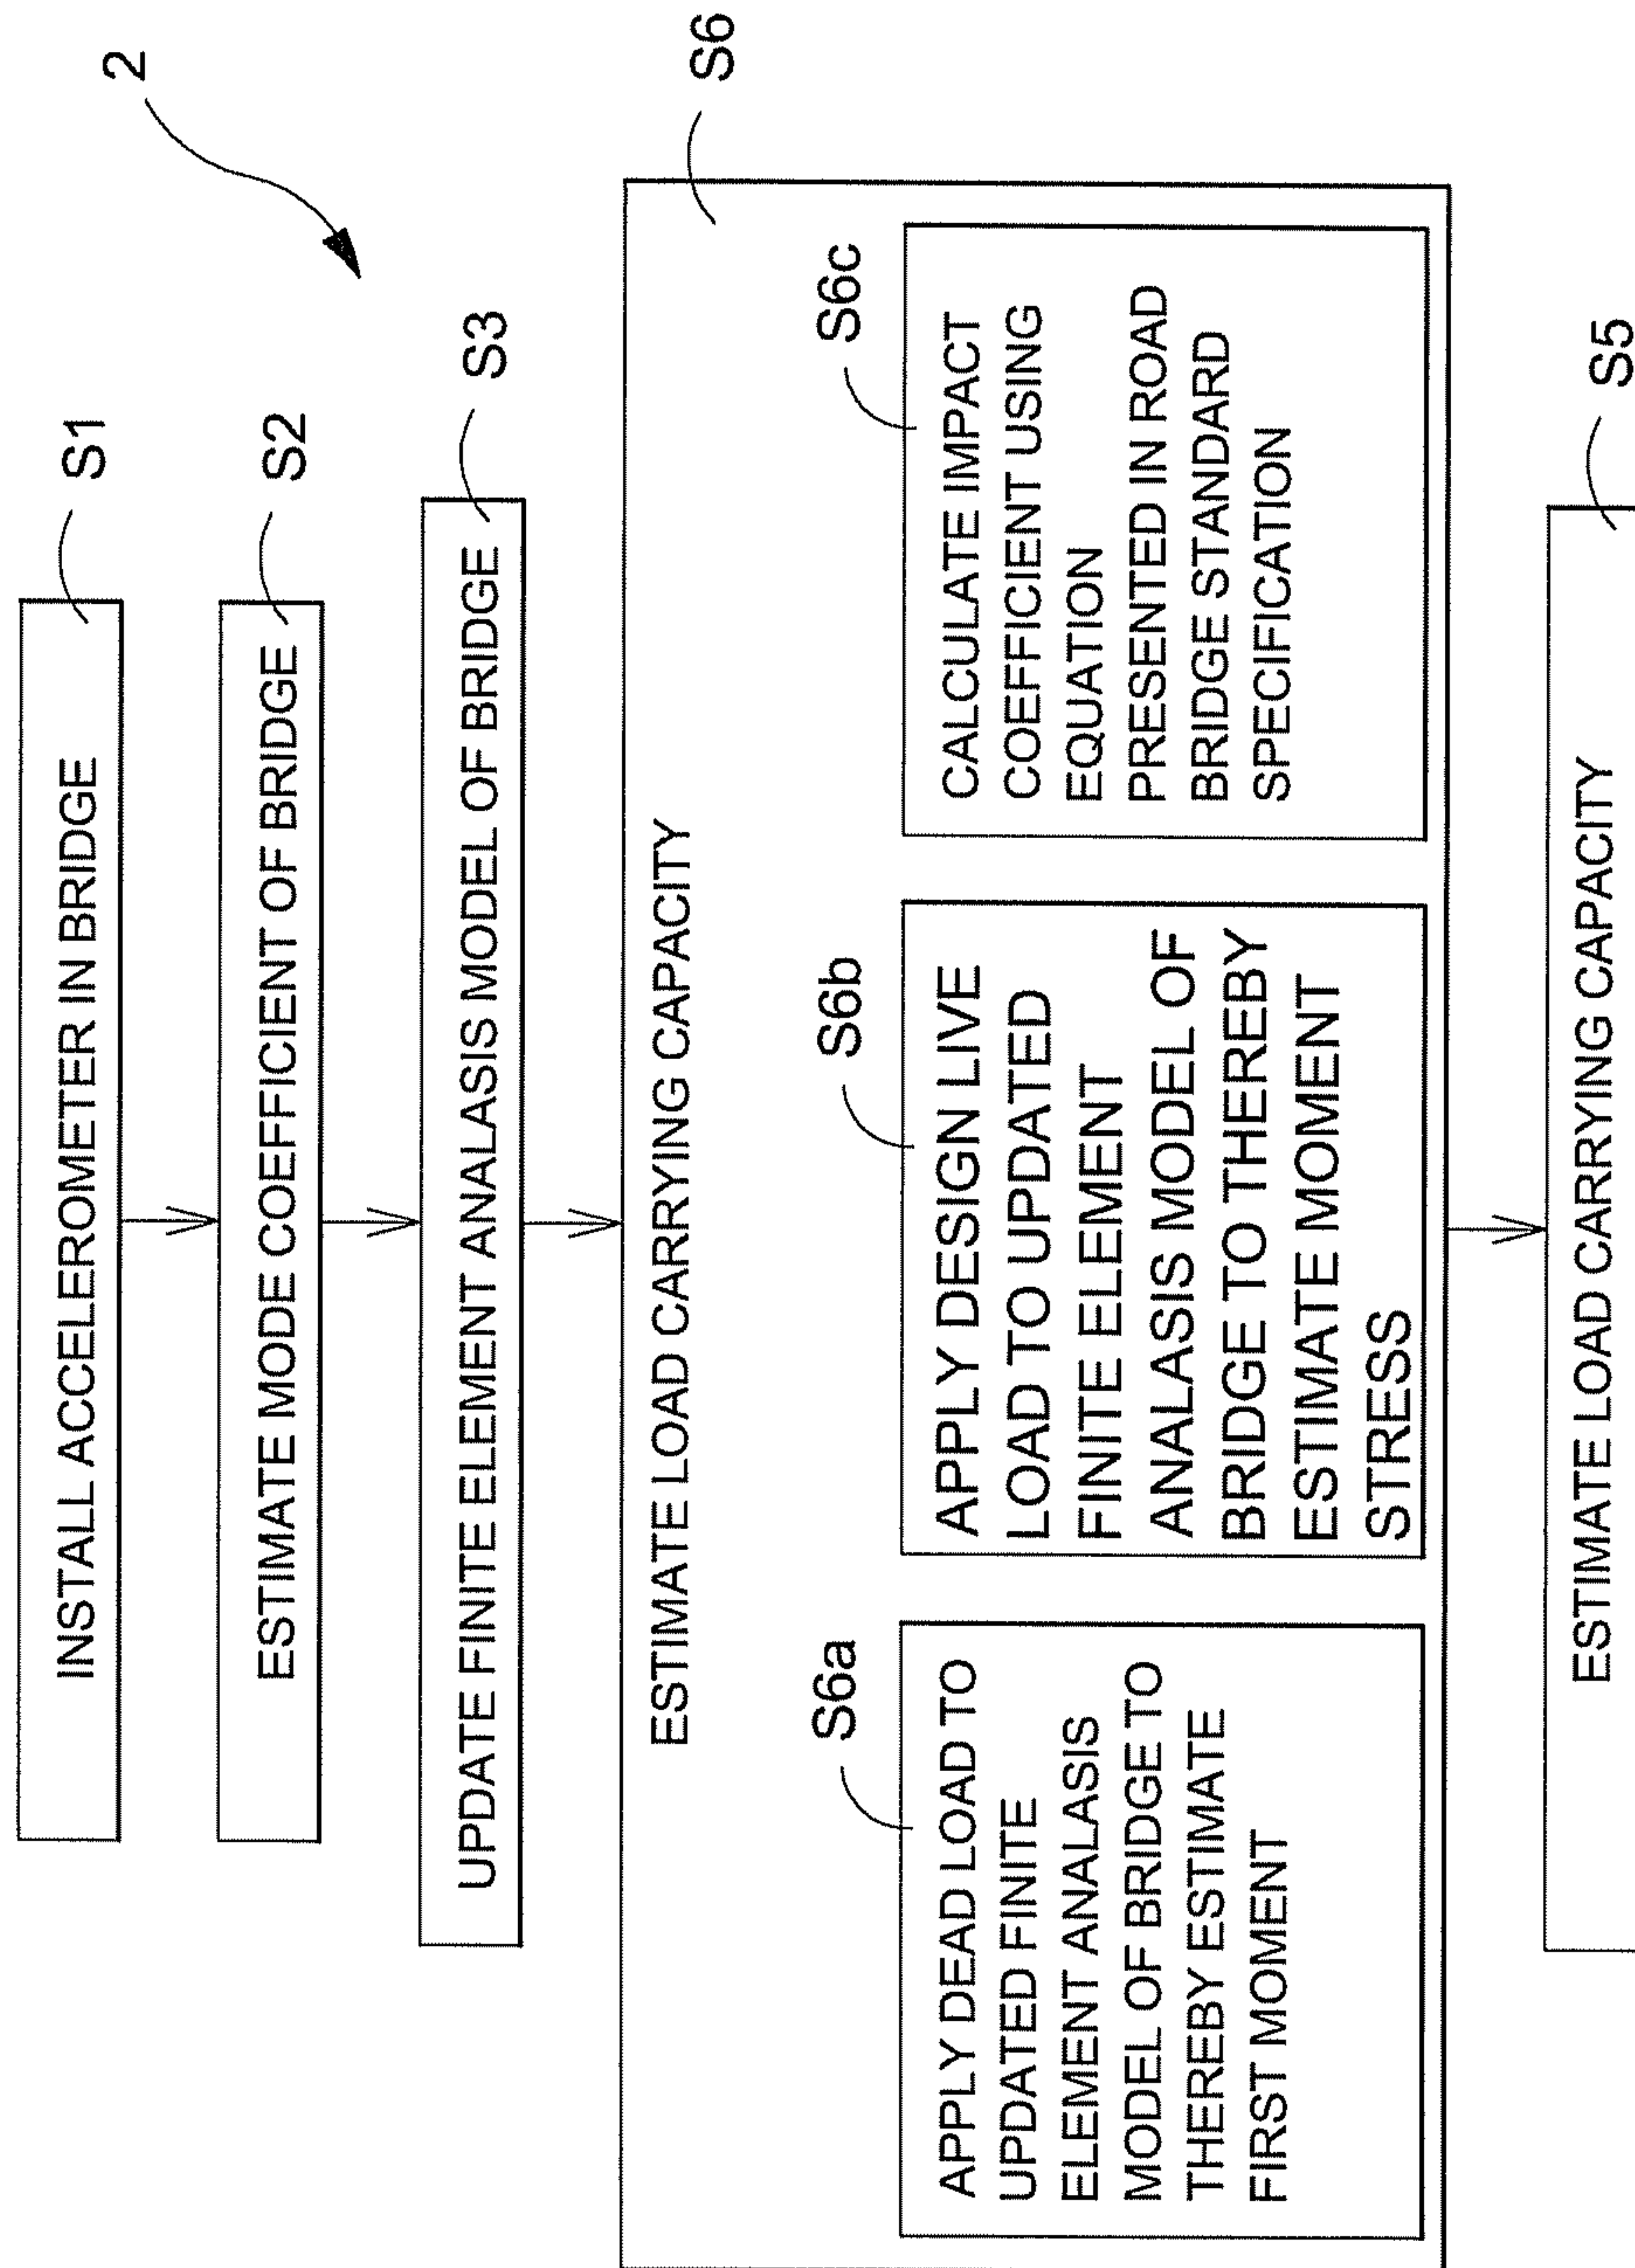 2
INSTALL ACCELEROMETER IN BRIDGE
S1
ESTIMATE MODE COEFFICIENT OF BRIDGE
S2
UPDATE FINITE ELEMENT ANALASIS MODEL OF BRIDGE
S3
ESTIMATE LOAD CARRYING CAPACITY
S6
S6a
APPLY DEAD LOAD TO
UPDATED FINITE
ELEMENT ANALASIS
MODEL OF BRIDGE TO
THEREBY ESTIMATE
FIRST MOMENT
S6b
APPLY DESIGN LIVE
LOAD TO UPDATED
FINITE ELEMENT
ANALASIS MODEL OF
BRIDGE TO THEREBY
ESTIMATE MOMENT
STRESS
S6c
CALCULATE IMPACT
COEFFICIENT USING
EQUATION
PRESENTED IN ROAD
BRIDGE STANDARD
SPECIFICATION
ESTIMATE LOAD CARRYING CAPACITY
S5